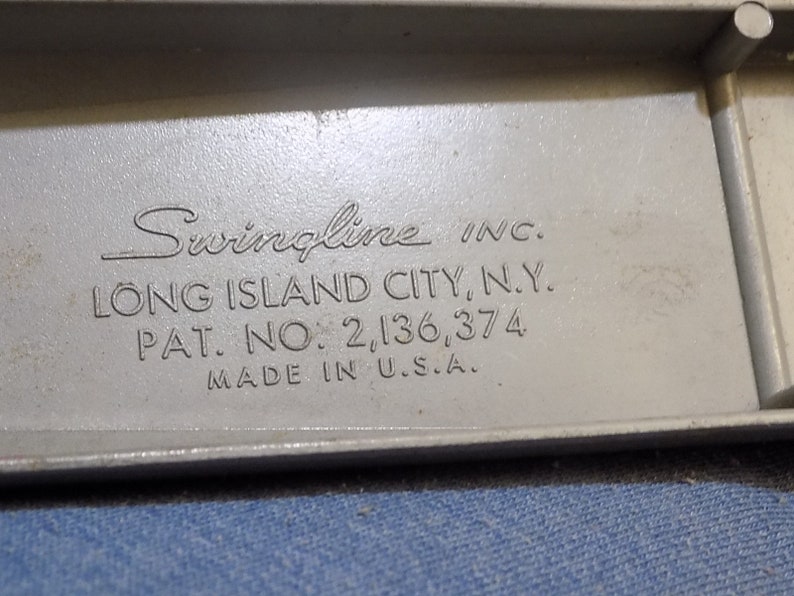 Swingline INC.
LONG ISLAND CITY, N.Y.
PAT. NO. 2,136,374
MADE IN U.S.A.